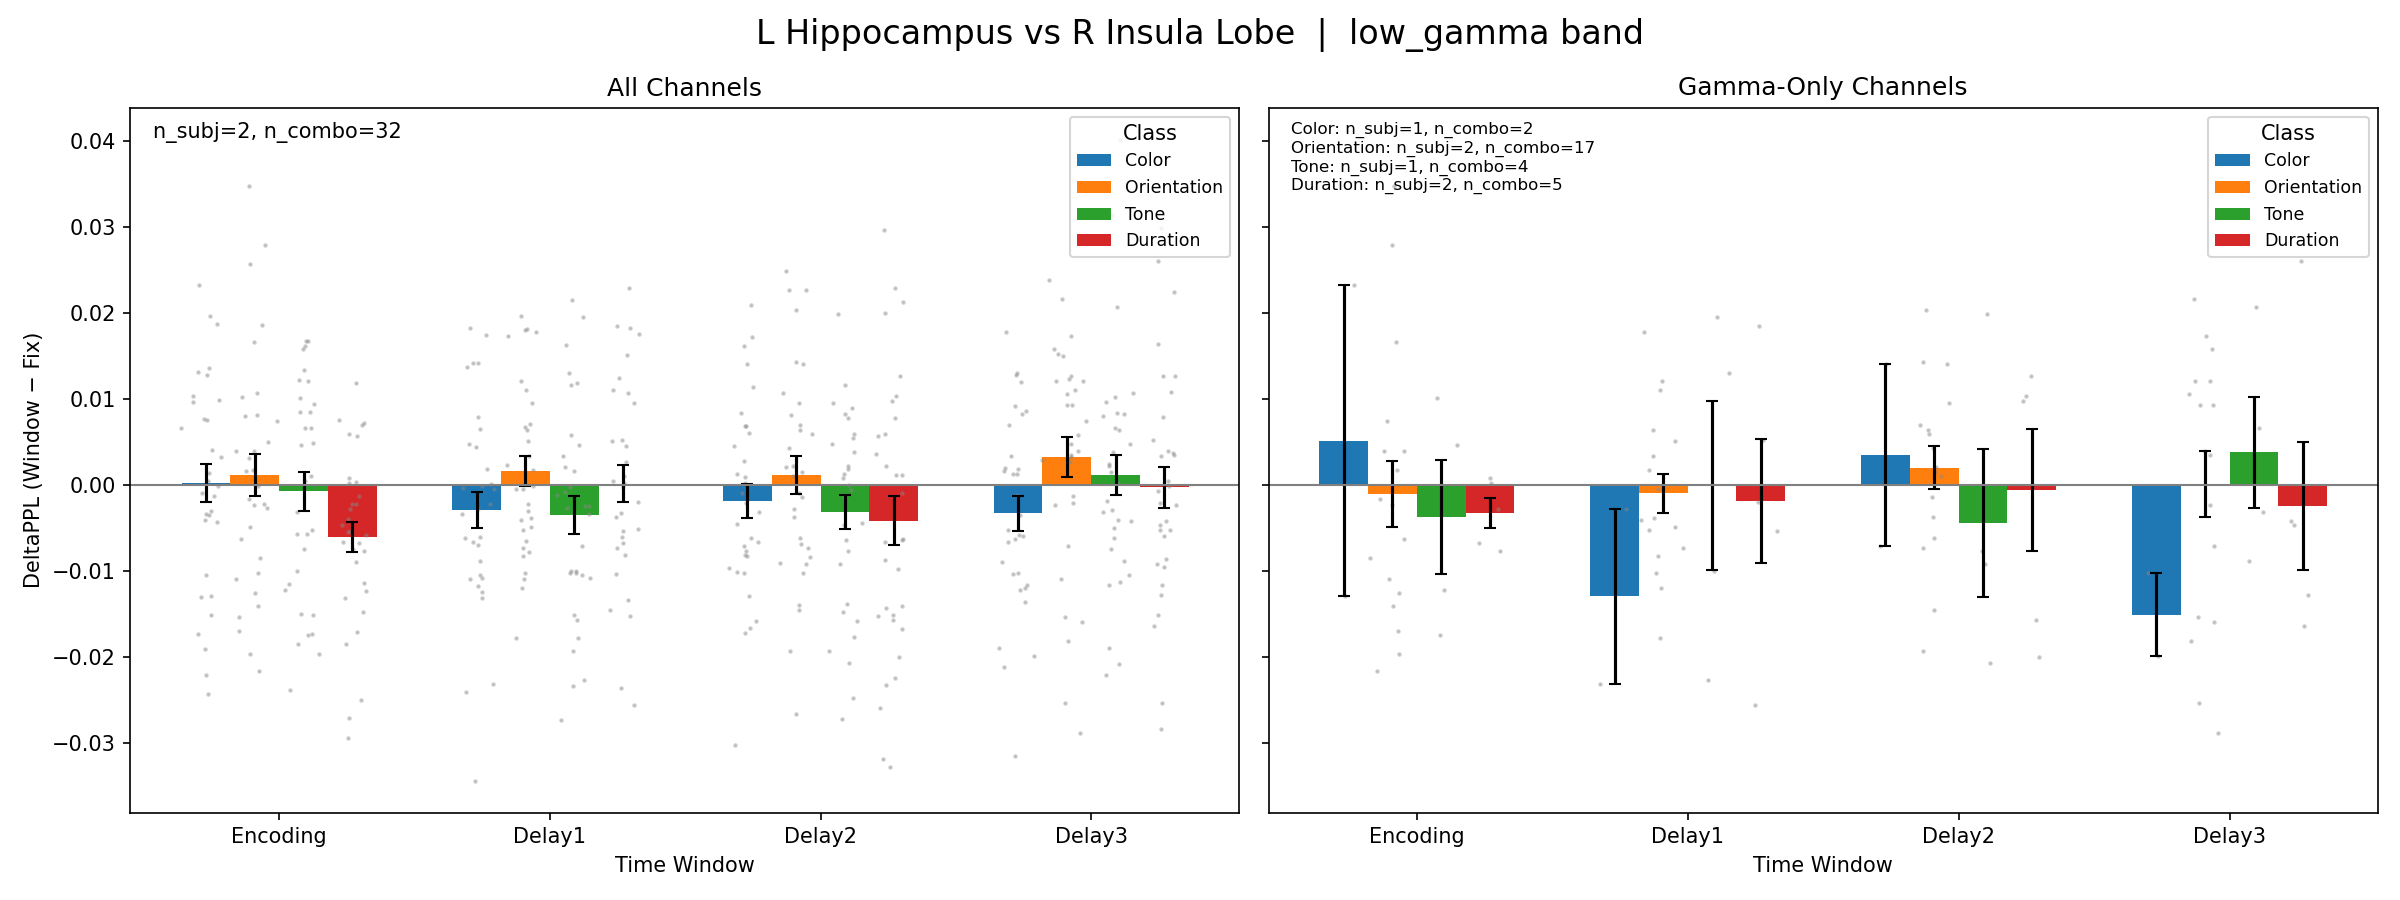 L Hippocampus vs R Insula Lobe | low_gamma band
All Channels
n_subj=2, n_combo=32
Class
Color
Orientation
Tone
Duration
DeltaPPL (Window − Fix)
0.04
0.03
0.02
0.01
0.00
−0.01
−0.02
−0.03
Encoding
Delay1
Delay2
Delay3
Time Window
Gamma-Only Channels
Color: n_subj=1, n_combo=2
Orientation: n_subj=2, n_combo=17
Tone: n_subj=1, n_combo=4
Duration: n_subj=2, n_combo=5
Class
Color
Orientation
Tone
Duration
Encoding
Delay1
Delay2
Delay3
Time Window